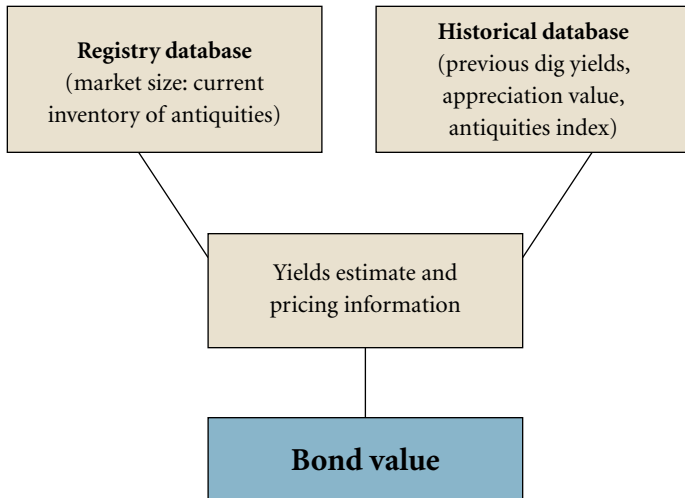 Registry database
(market size: current
inventory of antiquities)
Historical database
(previous dig yields,
appreciation value,
antiquities index)
Yields estimate and
pricing information
Bond value